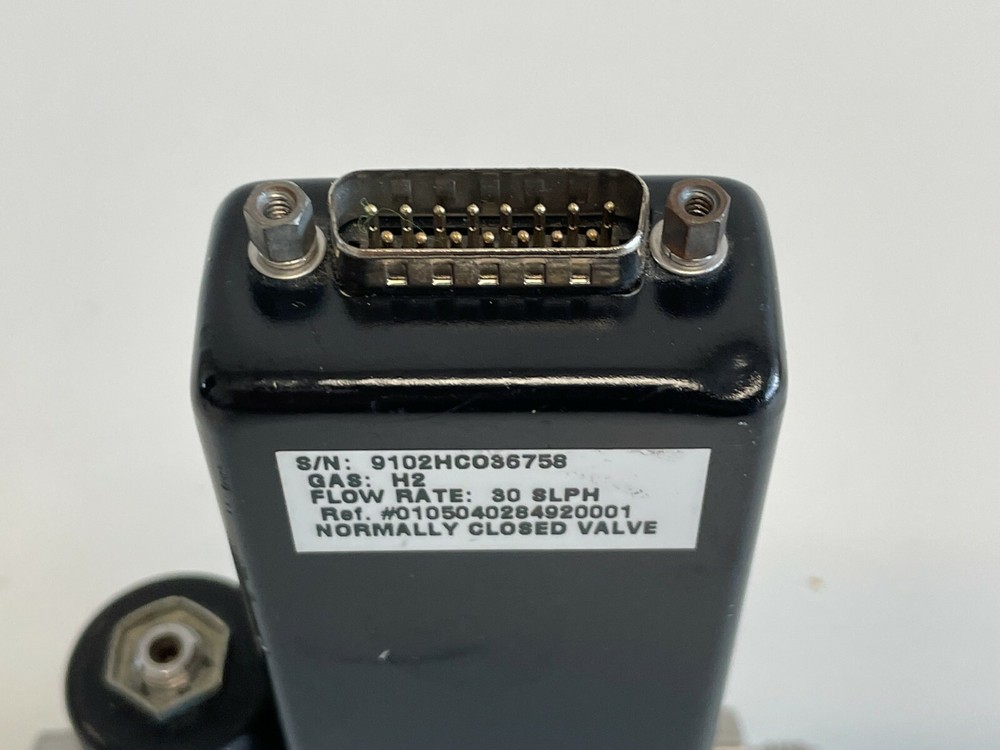 S/N: 9102HC036758
GAS: H2
FLOW RATE: 30 SLPH
Ref. #0105040284920001
NORMALLY CLOSED VALVE